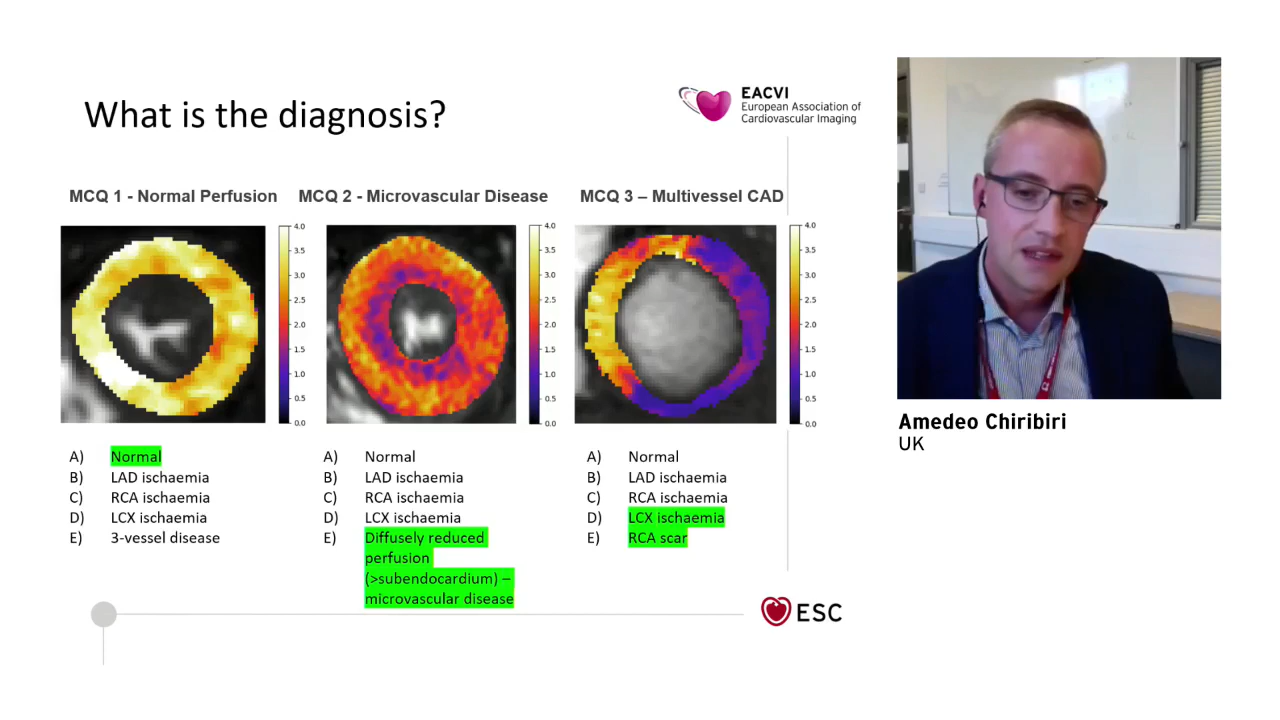 What is the diagnosis?
EACVI
European Association of
Cardiovascular Imaging
MCQ 1 - Normal Perfusion
MCQ 2 - Microvascular Disease
MCQ 3 – Multivessel CAD
4.0
3.5
3.0
2.5
2.0
1.5
1.0
0.5
0.0
4.0
3.5
3.0
2.5
2.0
1.5
1.0
0.5
0.0
4.0
3.5
3.0
2.5
2.0
1.5
1.0
0.5
0.0
A) Normal
B) LAD ischaemia
C) RCA ischaemia
D) LCX ischaemia
E) 3-vessel disease
A) Normal
B) LAD ischaemia
C) RCA ischaemia
D) LCX ischaemia
E) Diffusely reduced
perfusion
(>subendocardium) –
microvascular disease
A) Normal
B) LAD ischaemia
C) RCA ischaemia
D) LCX ischaemia
E) RCA scar
ESC
Amedeo Chiribiri
UK